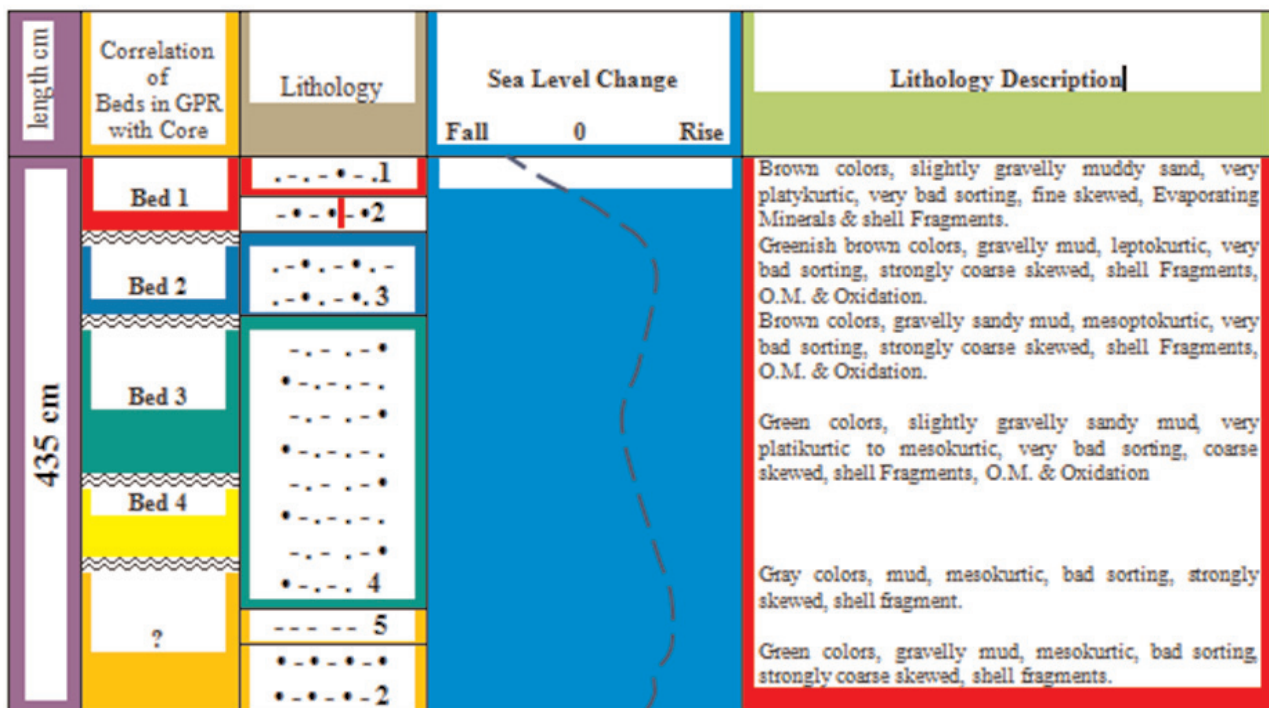 length cm
Correlation
of
Beds in GPR
with Core
Lithology
Sea Level Change
Fall 0 Rise
Lithology Description
435 cm
Bed 1
Bed 2
Bed 3
Bed 4
?
.-.-•-.1
-•-•-•2
.-•.-•.-
.-•.-•.3
-.-.-•
•-.-.-.
-.-.-•
•-.-.-.
-.-.-•
•-.-.-.
-.-.-•
•-.-. 4
--- -- 5
•-•-•-•
•-•-•-2
Brown colors, slightly gravelly muddy sand, very
platykurtic, very bad sorting, fine skewed, Evaporating
Minerals & shell Fragments.
Greenish brown colors, gravelly mud, leptokurtic, very
bad sorting, strongly coarse skewed, shell Fragments,
O.M. & Oxidation.
Brown colors, gravelly sandy mud, mesoptokurtic, very
bad sorting, strongly coarse skewed, shell Fragments,
O.M. & Oxidation.
Green colors, slightly gravelly sandy mud, very
platikurtic to mesokurtic, very bad sorting, coarse
skewed, shell Fragments, O.M. & Oxidation
Gray colors, mud, mesokurtic, bad sorting, strongly
skewed, shell fragment.
Green colors, gravelly mud, mesokurtic, bad sorting,
strongly coarse skewed, shell fragments.